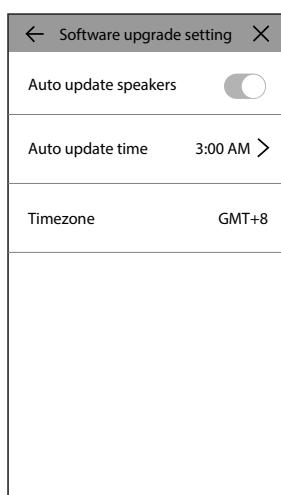 Software upgrade setting
Auto update speakers
Auto update time 3:00 AM
Timezone GMT+8